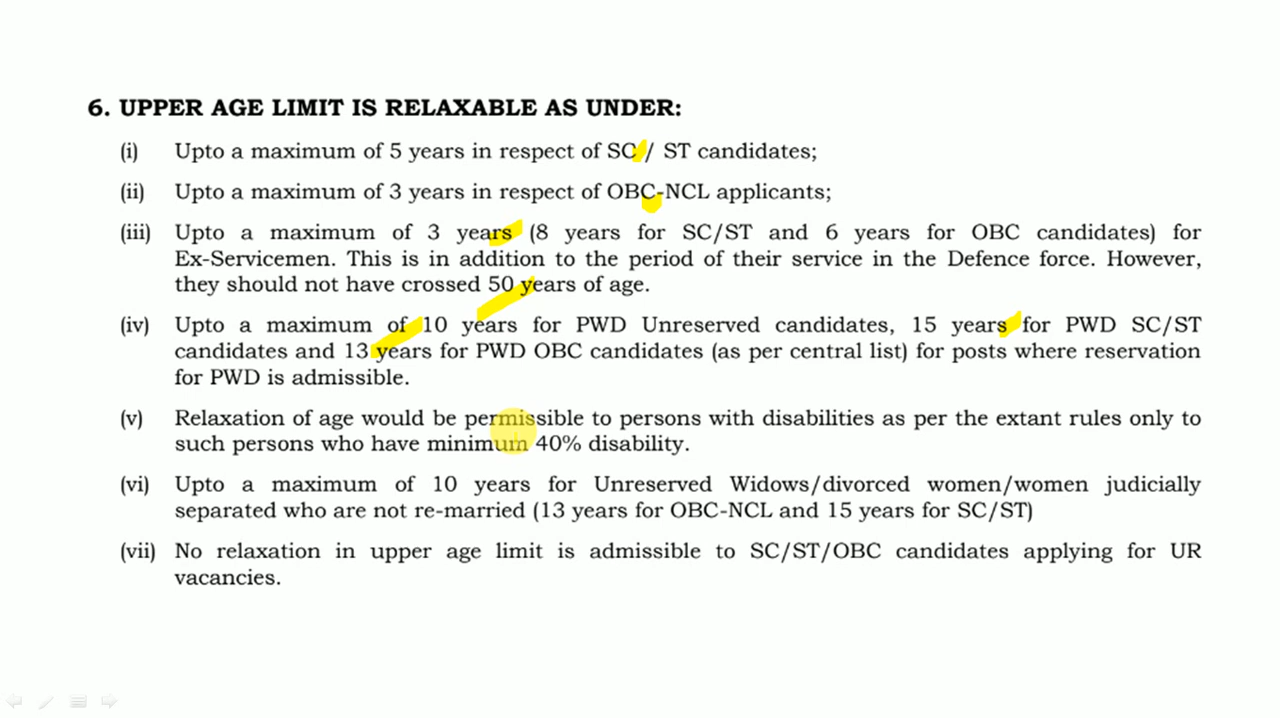 6. UPPER AGE LIMIT IS RELAXABLE AS UNDER:
(i) Upto a maximum of 5 years in respect of SC / ST candidates;
(ii) Upto a maximum of 3 years in respect of OBC-NCL applicants;
(iii) Upto a maximum of 3 years (8 years for SC/ST and 6 years for OBC candidates) for
Ex-Servicemen. This is in addition to the period of their service in the Defence force. However,
they should not have crossed 50 years of age.
(iv) Upto a maximum of 10 years for PWD Unreserved candidates, 15 years for PWD SC/ST
candidates and 13 years for PWD OBC candidates (as per central list) for posts where reservation
for PWD is admissible.
(v) Relaxation of age would be permissible to persons with disabilities as per the extant rules only to
such persons who have minimum 40% disability.
(vi) Upto a maximum of 10 years for Unreserved Widows/divorced women/women judicially
separated who are not re-married (13 years for OBC-NCL and 15 years for SC/ST)
(vii) No relaxation in upper age limit is admissible to SC/ST/OBC candidates applying for UR
vacancies.